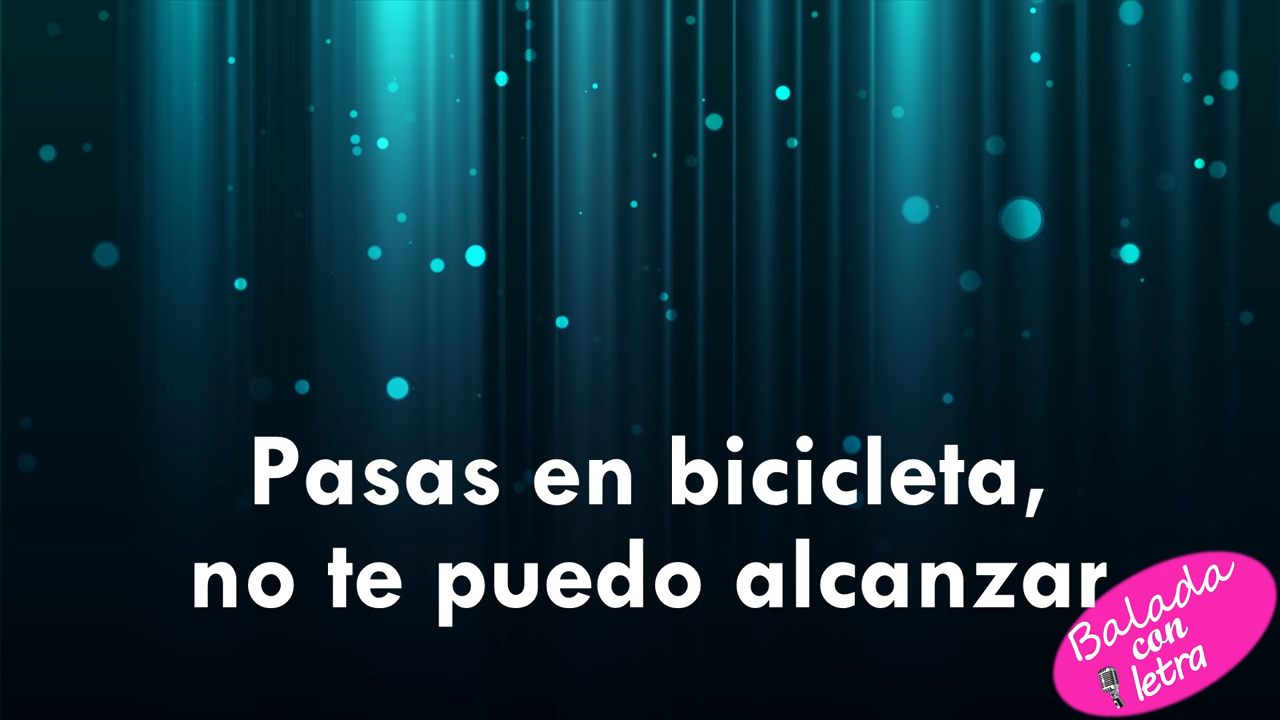 Pasas en bicicleta,
no te puedo alcanzar
Balada
con
letra